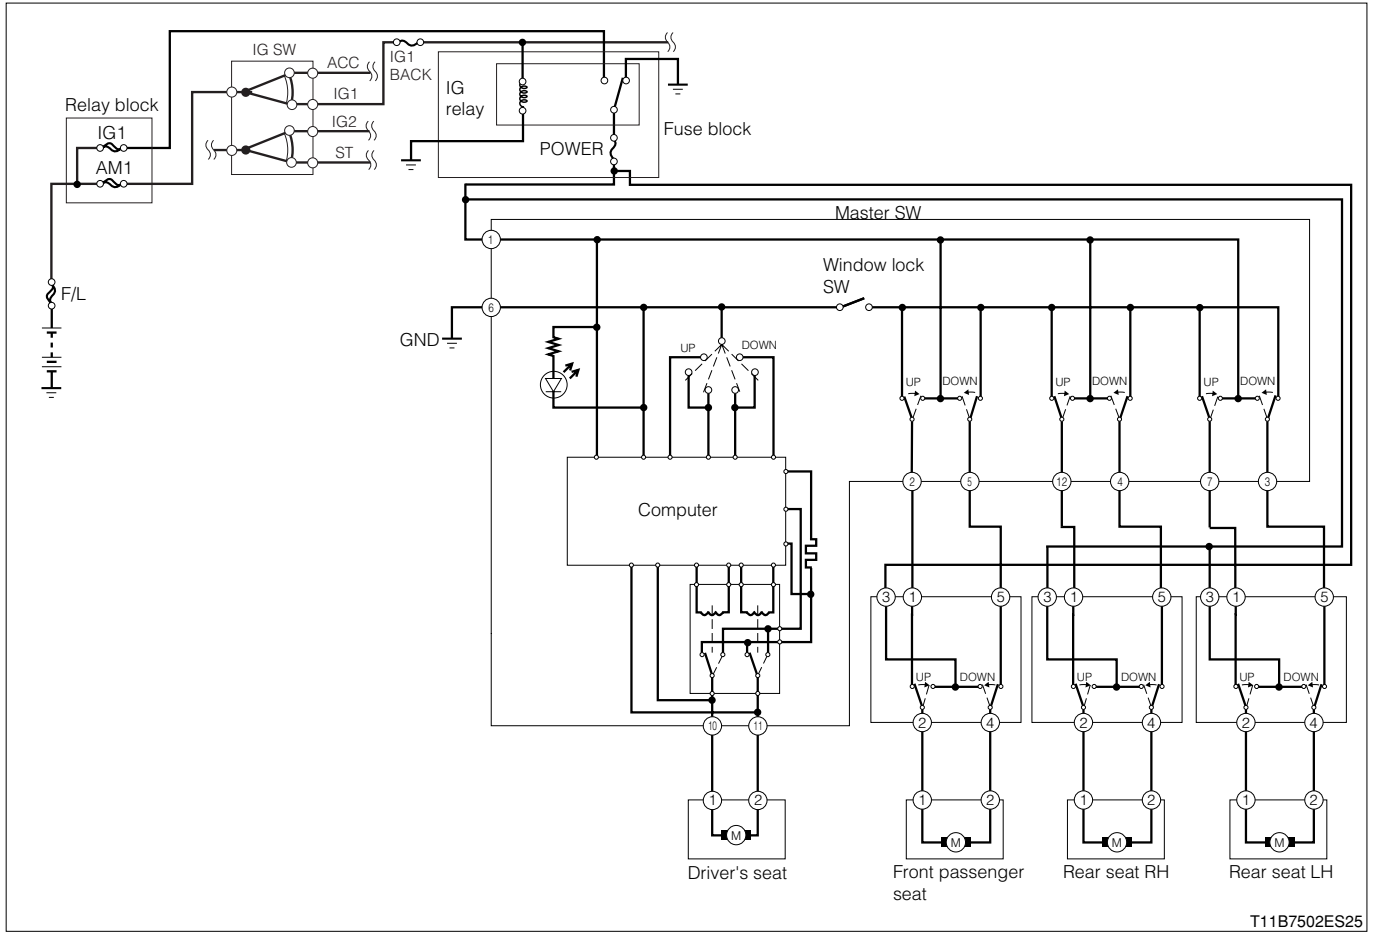 IG SW
ACC
IG1
IG2
ST
IG1
BACK
IG
relay
Fuse block
POWER
Relay block
IG1
AM1
F/L
Master SW
1
Window lock
SW
6
GND
UP
DOWN
UP
DOWN
UP
DOWN
UP
DOWN
Computer
2
5
12
4
7
3
3
1
5
3
1
5
3
1
5
UP
DOWN
UP
DOWN
UP
DOWN
10
11
2
4
2
4
2
4
1
2
1
2
1
2
1
2
M
M
M
M
Driver's seat
Front passenger
seat
Rear seat RH
Rear seat LH
T11B7502ES25